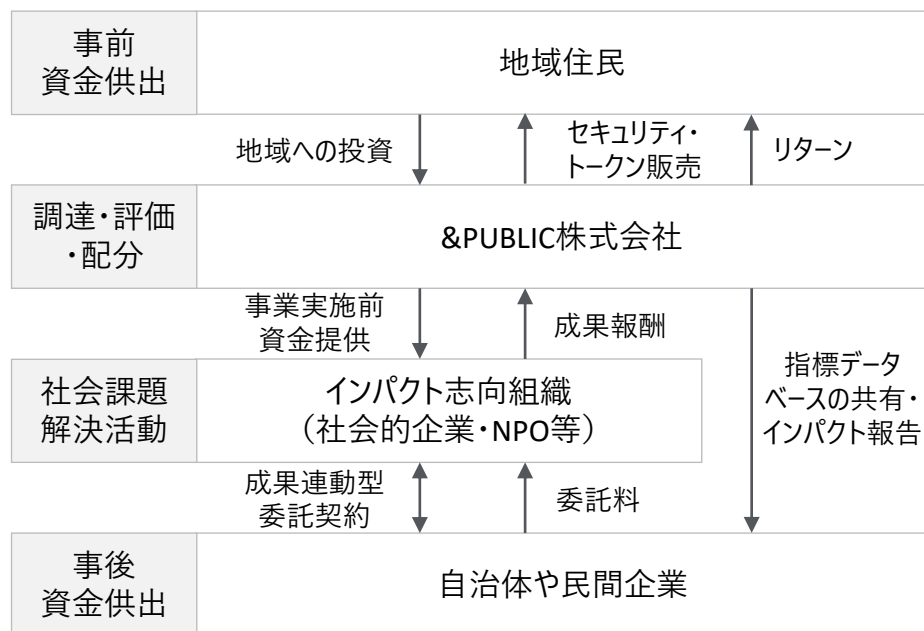 事前
資金供出
地域住民
地域への投資
セキュリティ・
トークン販売
リターン
調達・評価
・配分
&PUBLIC株式会社
事業実施前
資金提供
成果報酬
指標データ
ベースの共有・
インパクト報告
社会課題
解決活動
インパクト志向組織
（社会的企業・NPO等）
成果連動型
委託契約
委託料
事後
資金供出
自治体や民間企業